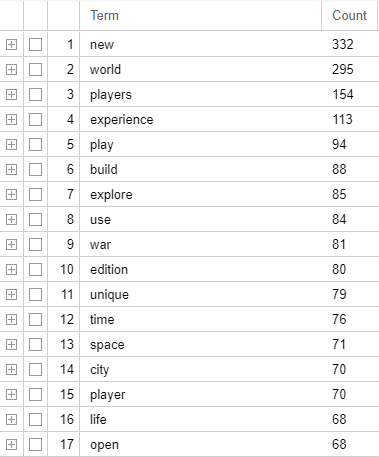 Term Count
1 new 332
2 world 295
3 players 154
4 experience 113
5 play 94
6 build 88
7 explore 85
8 use 84
9 war 81
10 edition 80
11 unique 79
12 time 76
13 space 71
14 city 70
15 player 70
16 life 68
17 open 68